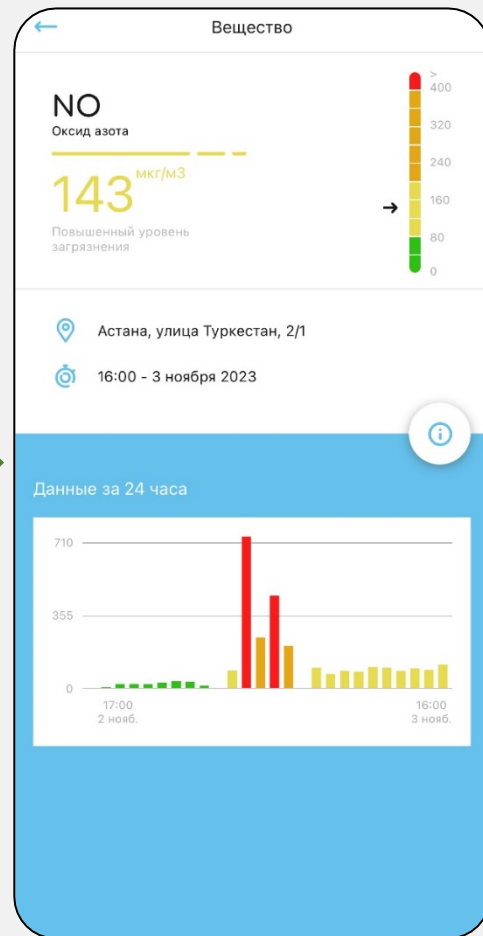 Вещество
NO
Оксид азота
143 мкг/м3
Повышенный уровень
загрязнения
>
400
320
240
160
80
0
Астана, улица Туркестан, 2/1
16:00 - 3 ноября 2023
Данные за 24 часа
710
355
0
17:00
2 нояб.
16:00
3 нояб.